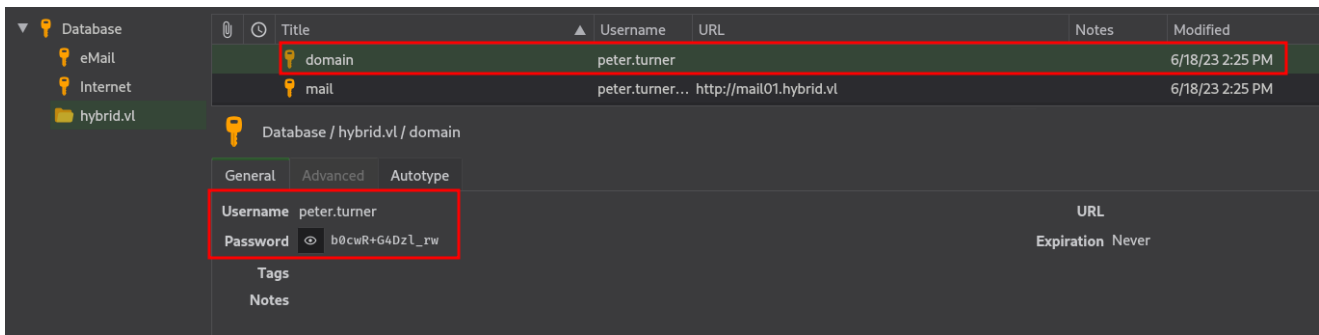 Database
eMail
Internet
hybrid.vl
Title Username URL Notes Modified
domain peter.turner 6/18/23 2:25 PM
mail peter.turner... http://mail01.hybrid.vl 6/18/23 2:25 PM
Database / hybrid.vl / domain
General Advanced Autotype
Username peter.turner URL
Password b0cwR+G4Dzl_rw Expiration Never
Tags
Notes